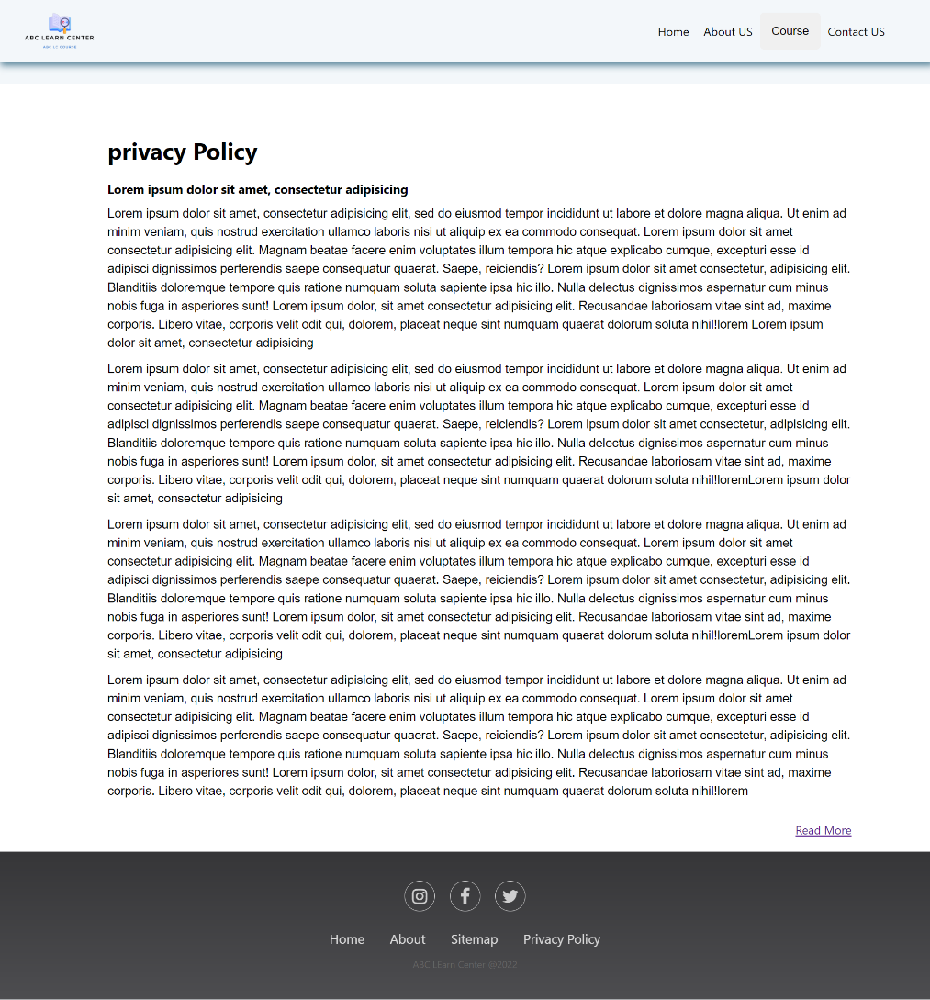 ABC LEARN CENTER
ABC LC COURSE
Home About US Course Contact US
privacy Policy
Lorem ipsum dolor sit amet, consectetur adipisicing
Lorem ipsum dolor sit amet, consectetur adipisicing elit, sed do eiusmod tempor incididunt ut labore et dolore magna aliqua. Ut enim ad
minim veniam, quis nostrud exercitation ullamco laboris nisi ut aliquip ex ea commodo consequat. Lorem ipsum dolor sit amet
consectetur adipisicing elit. Magnam beatae facere enim voluptates illum tempora hic atque explicabo cumque, excepturi esse id
adipisci dignissimos perferendis saepe consequatur quaerat. Saepe, reiciendis? Lorem ipsum dolor sit amet consectetur, adipisicing elit.
Blanditiis doloremque tempore quis ratione numquam soluta sapiente ipsa hic illo. Nulla delectus dignissimos aspernatur cum minus
nobis fuga in asperiores sunt! Lorem ipsum dolor, sit amet consectetur adipisicing elit. Recusandae laboriosam vitae sint ad, maxime
corporis. Libero vitae, corporis velit odit qui, dolorem, placeat neque sint numquam quaerat dolorum soluta nihil!lorem Lorem ipsum
dolor sit amet, consectetur adipisicing
Lorem ipsum dolor sit amet, consectetur adipisicing elit, sed do eiusmod tempor incididunt ut labore et dolore magna aliqua. Ut enim ad
minim veniam, quis nostrud exercitation ullamco laboris nisi ut aliquip ex ea commodo consequat. Lorem ipsum dolor sit amet
consectetur adipisicing elit. Magnam beatae facere enim voluptates illum tempora hic atque explicabo cumque, excepturi esse id
adipisci dignissimos perferendis saepe consequatur quaerat. Saepe, reiciendis? Lorem ipsum dolor sit amet consectetur, adipisicing elit.
Blanditiis doloremque tempore quis ratione numquam soluta sapiente ipsa hic illo. Nulla delectus dignissimos aspernatur cum minus
nobis fuga in asperiores sunt! Lorem ipsum dolor, sit amet consectetur adipisicing elit. Recusandae laboriosam vitae sint ad, maxime
corporis. Libero vitae, corporis velit odit qui, dolorem, placeat neque sint numquam quaerat dolorum soluta nihil!loremLorem ipsum dolor
sit amet, consectetur adipisicing
Lorem ipsum dolor sit amet, consectetur adipisicing elit, sed do eiusmod tempor incididunt ut labore et dolore magna aliqua. Ut enim ad
minim veniam, quis nostrud exercitation ullamco laboris nisi ut aliquip ex ea commodo consequat. Lorem ipsum dolor sit amet
consectetur adipisicing elit. Magnam beatae facere enim voluptates illum tempora hic atque explicabo cumque, excepturi esse id
adipisci dignissimos perferendis saepe consequatur quaerat. Saepe, reiciendis? Lorem ipsum dolor sit amet consectetur, adipisicing elit.
Blanditiis doloremque tempore quis ratione numquam soluta sapiente ipsa hic illo. Nulla delectus dignissimos aspernatur cum minus
nobis fuga in asperiores sunt! Lorem ipsum dolor, sit amet consectetur adipisicing elit. Recusandae laboriosam vitae sint ad, maxime
corporis. Libero vitae, corporis velit odit qui, dolorem, placeat neque sint numquam quaerat dolorum soluta nihil!loremLorem ipsum dolor
sit amet, consectetur adipisicing
Lorem ipsum dolor sit amet, consectetur adipisicing elit, sed do eiusmod tempor incididunt ut labore et dolore magna aliqua. Ut enim ad
minim veniam, quis nostrud exercitation ullamco laboris nisi ut aliquip ex ea commodo consequat. Lorem ipsum dolor sit amet
consectetur adipisicing elit. Magnam beatae facere enim voluptates illum tempora hic atque explicabo cumque, excepturi esse id
adipisci dignissimos perferendis saepe consequatur quaerat. Saepe, reiciendis? Lorem ipsum dolor sit amet consectetur, adipisicing elit.
Blanditiis doloremque tempore quis ratione numquam soluta sapiente ipsa hic illo. Nulla delectus dignissimos aspernatur cum minus
nobis fuga in asperiores sunt! Lorem ipsum dolor, sit amet consectetur adipisicing elit. Recusandae laboriosam vitae sint ad, maxime
corporis. Libero vitae, corporis velit odit qui, dolorem, placeat neque sint numquam quaerat dolorum soluta nihil!lorem
Read More
Home About Sitemap Privacy Policy
ABC LEarn Center @2022